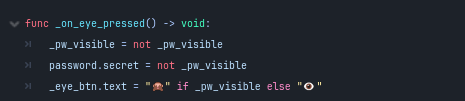 func _on_eye_pressed() -> void:
_pw_visible = not _pw_visible
password.secret = not _pw_visible
_eye_btn.text = "🙈" if _pw_visible else "👁️"